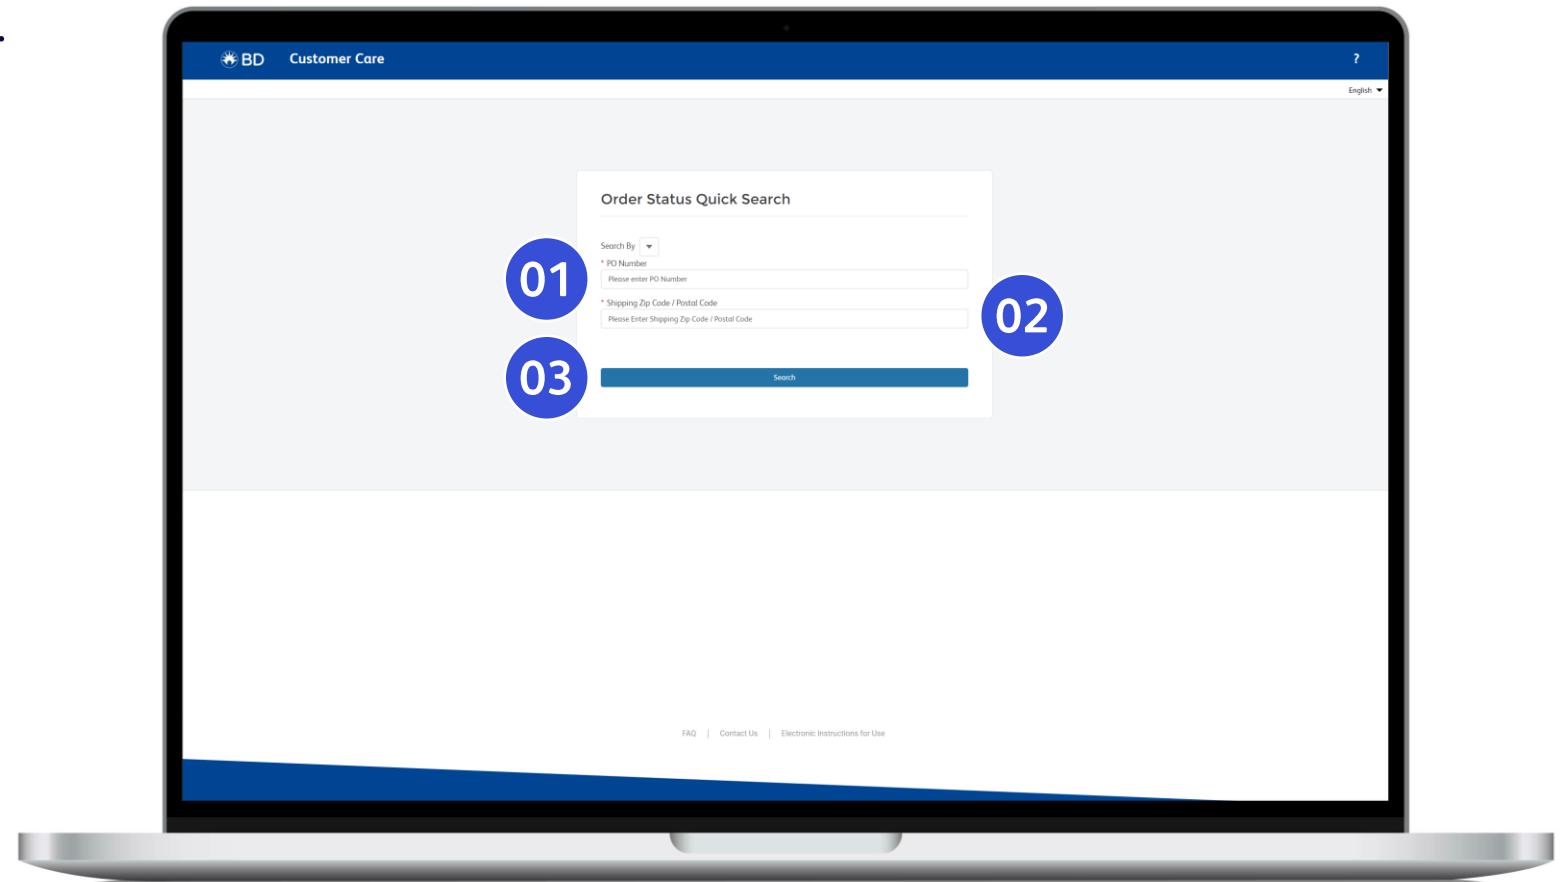 BD Customer Care ?
English
Order Status Quick Search
Search By
* PO Number
Please enter PO Number
01
* Shipping Zip Code / Postal Code
Please Enter Shipping Zip Code / Postal Code
02
03
Search
FAQ | Contact Us | Electronic Instructions for Use